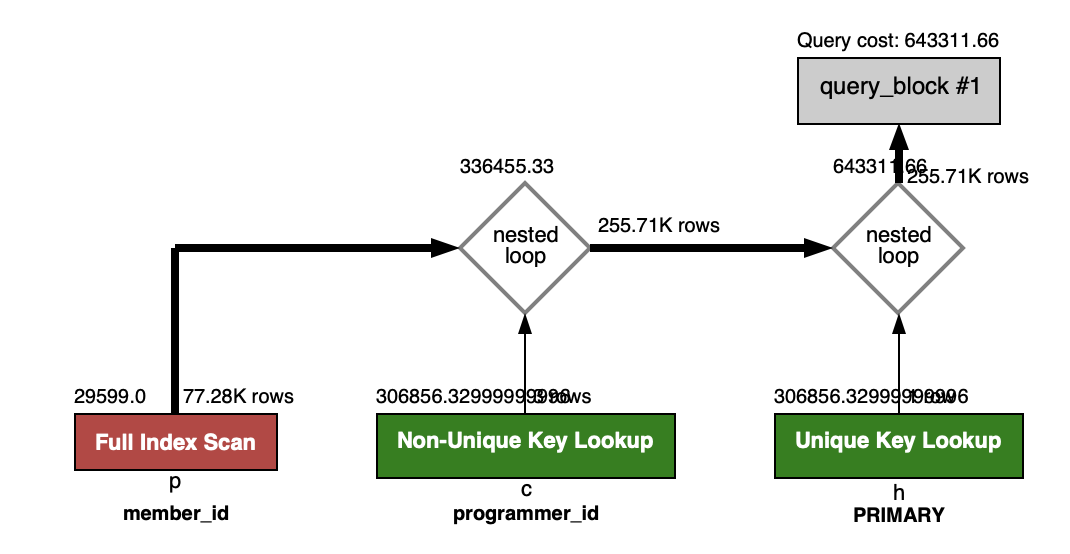 Query cost: 643311.66
query_block #1
336455.33
643311.66
255.71K rows
255.71K rows
nested
loop
nested
loop
29599.0
77.28K rows
306856.32999999996
3 rows
306856.32999999996
1 row
Full Index Scan
Non-Unique Key Lookup
Unique Key Lookup
p
c
h
member_id
programmer_id
PRIMARY